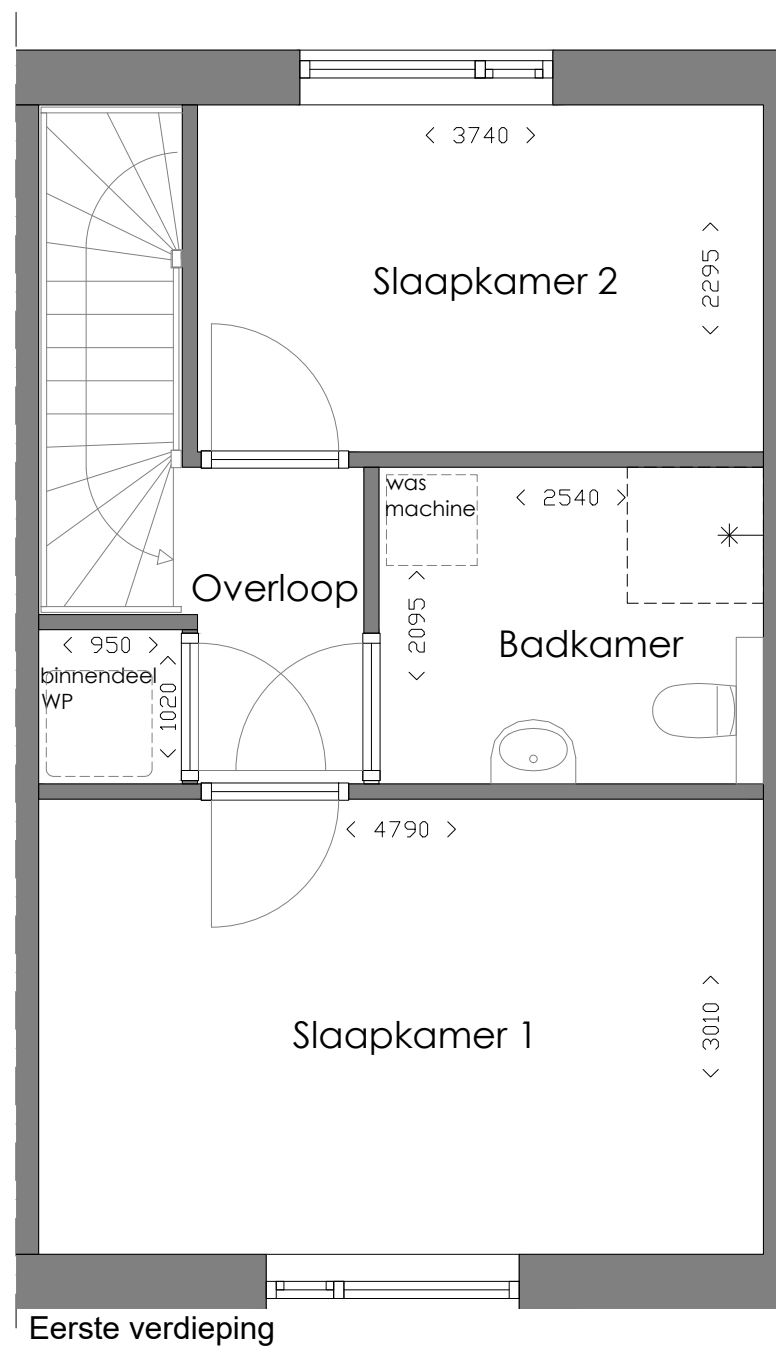 3740
2295
Slaapkamer 2
was
machine
2540
Overloop
2095
Badkamer
950
binnendeel
WP
1020
4790
Slaapkamer 1
3010
Eerste verdieping